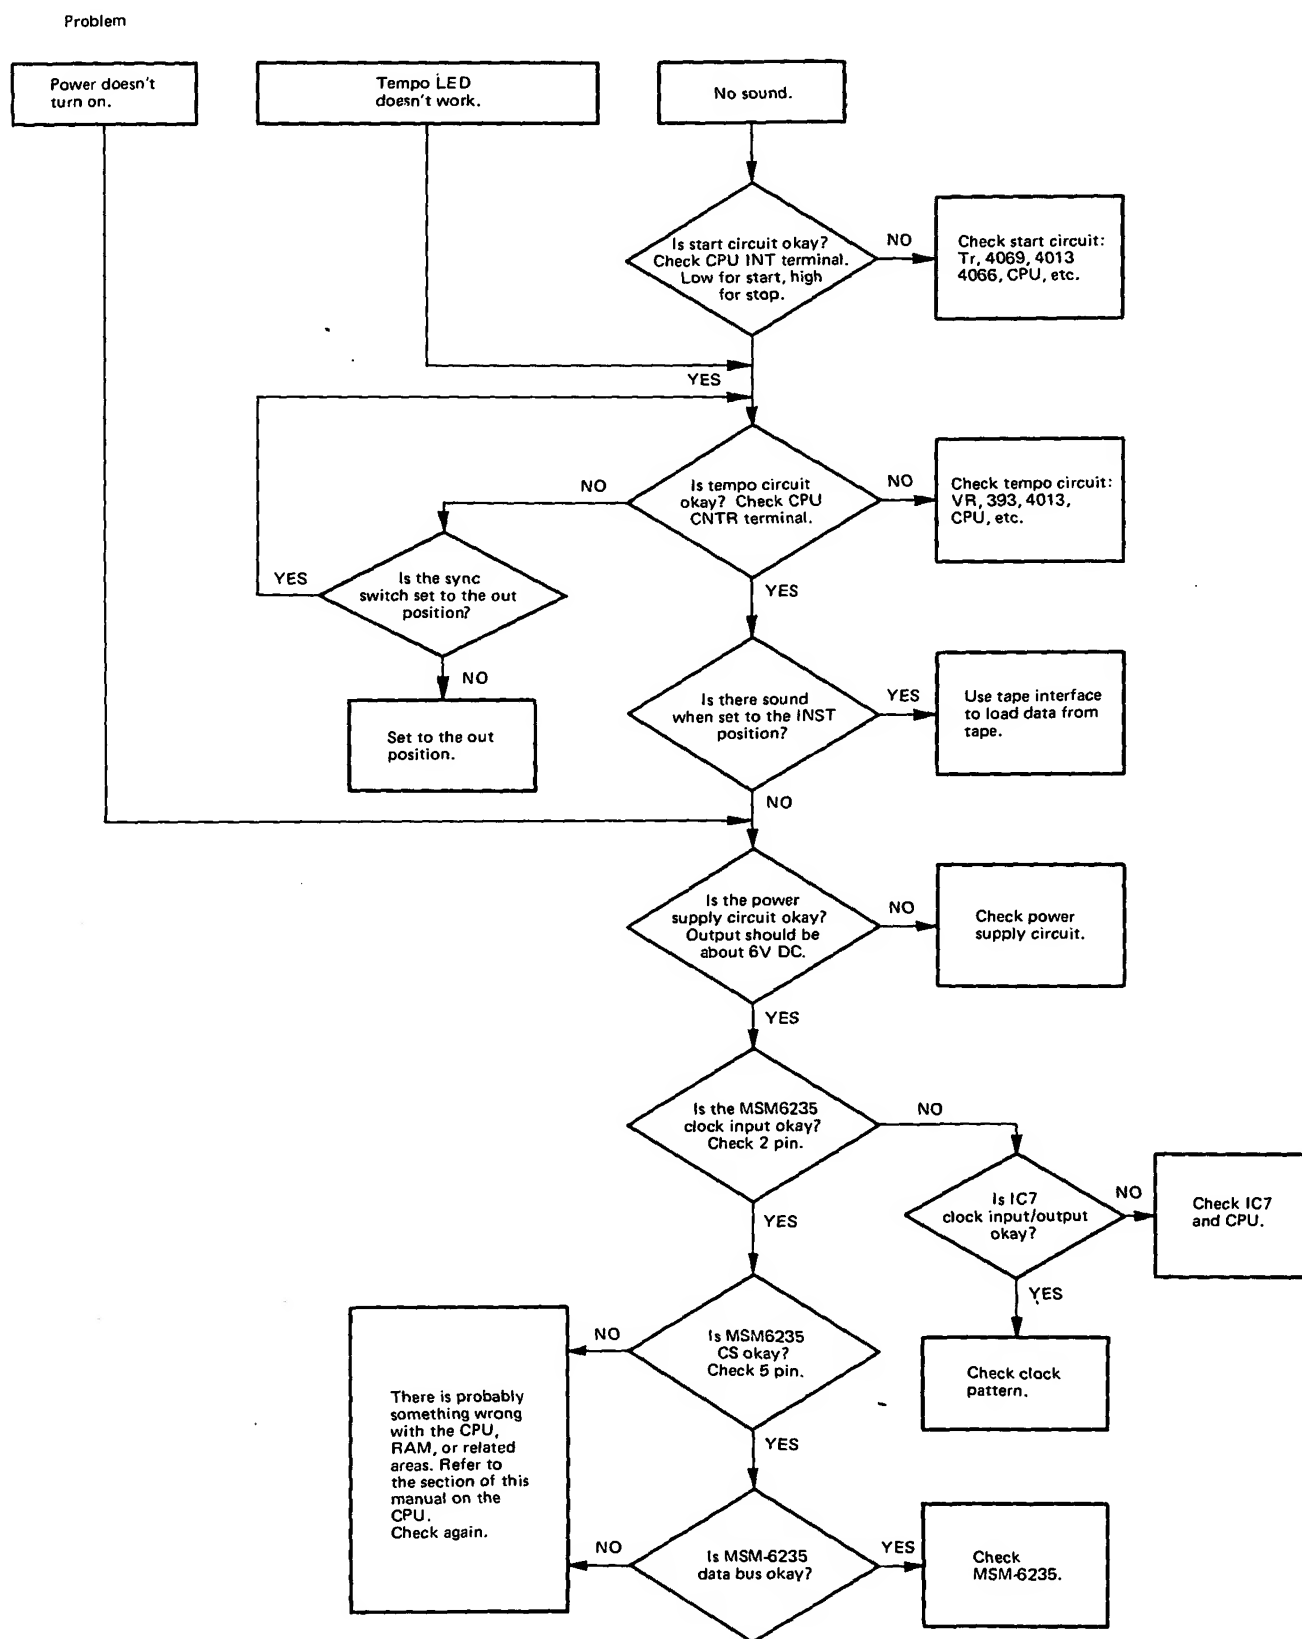 Problem
Power doesn't
turn on.
Tempo LED
doesn't work.
No sound.
Is start circuit okay?
Check CPU INT terminal.
Low for start, high
for stop.
NO
Check start circuit:
Tr, 4069, 4013
4066, CPU, etc.
YES
Is tempo circuit
okay? Check CPU
CNTR terminal.
NO
NO
Check tempo circuit:
VR, 393, 4013,
CPU, etc.
Is the sync
switch set to the out
position?
YES
NO
Set to the out
position.
YES
Is there sound
when set to the INST
position?
YES
Use tape interface
to load data from
tape.
NO
Is the power
supply circuit okay?
Output should be
about 6V DC.
NO
Check power
supply circuit.
YES
Is the MSM6235
clock input okay?
Check 2 pin.
NO
Is IC7
clock input/output
okay?
NO
Check IC7
and CPU.
YES
Check clock
pattern.
YES
Is MSM6235
CS okay?
Check 5 pin.
NO
There is probably
something wrong
with the CPU,
RAM, or related
areas. Refer to
the section of this
manual on the
CPU.
Check again.
YES
Is MSM-6235
data bus okay?
NO
YES
Check
MSM-6235.